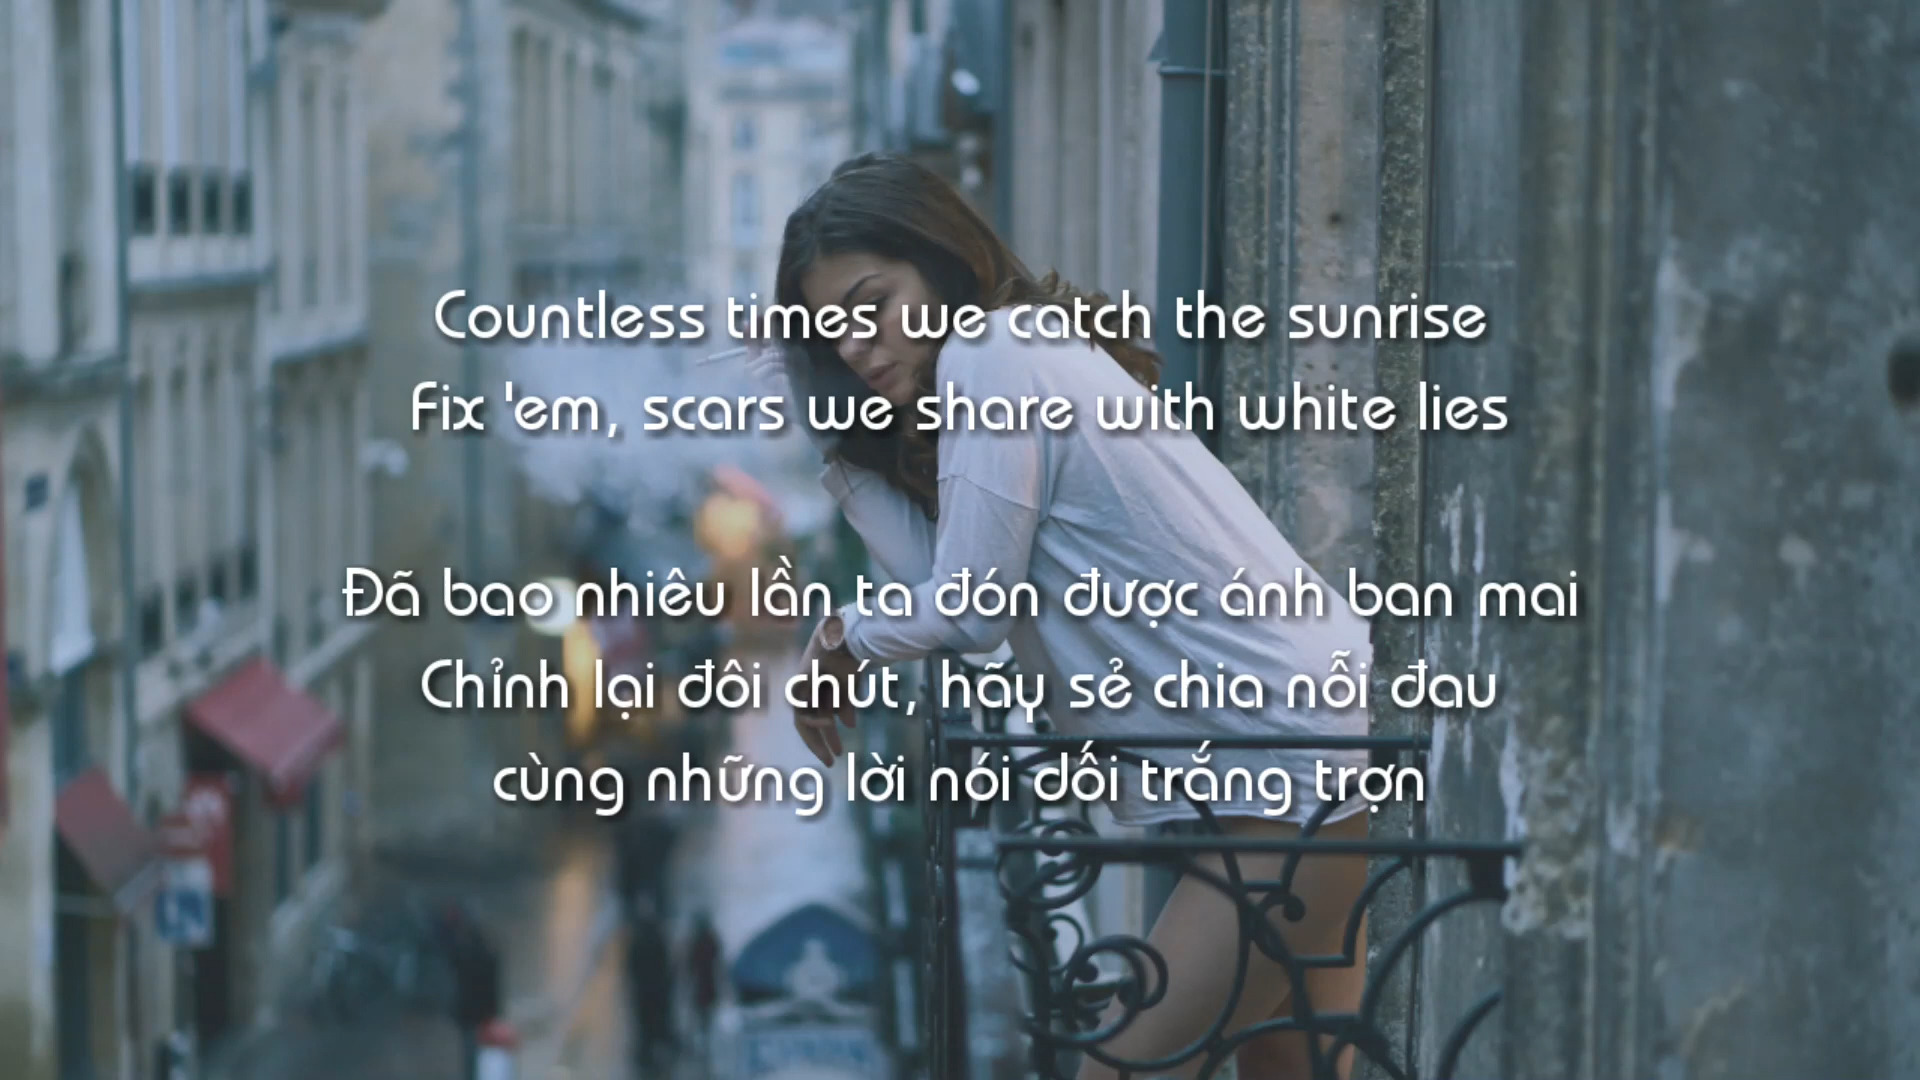 Countless times we catch the sunrise
Fix 'em, scars we share with white lies
Đã bao nhiêu lần ta đón được ánh ban mai
Chỉnh lại đôi chút, hãy sẻ chia nỗi đau
cùng những lời nói dối trắng trợn